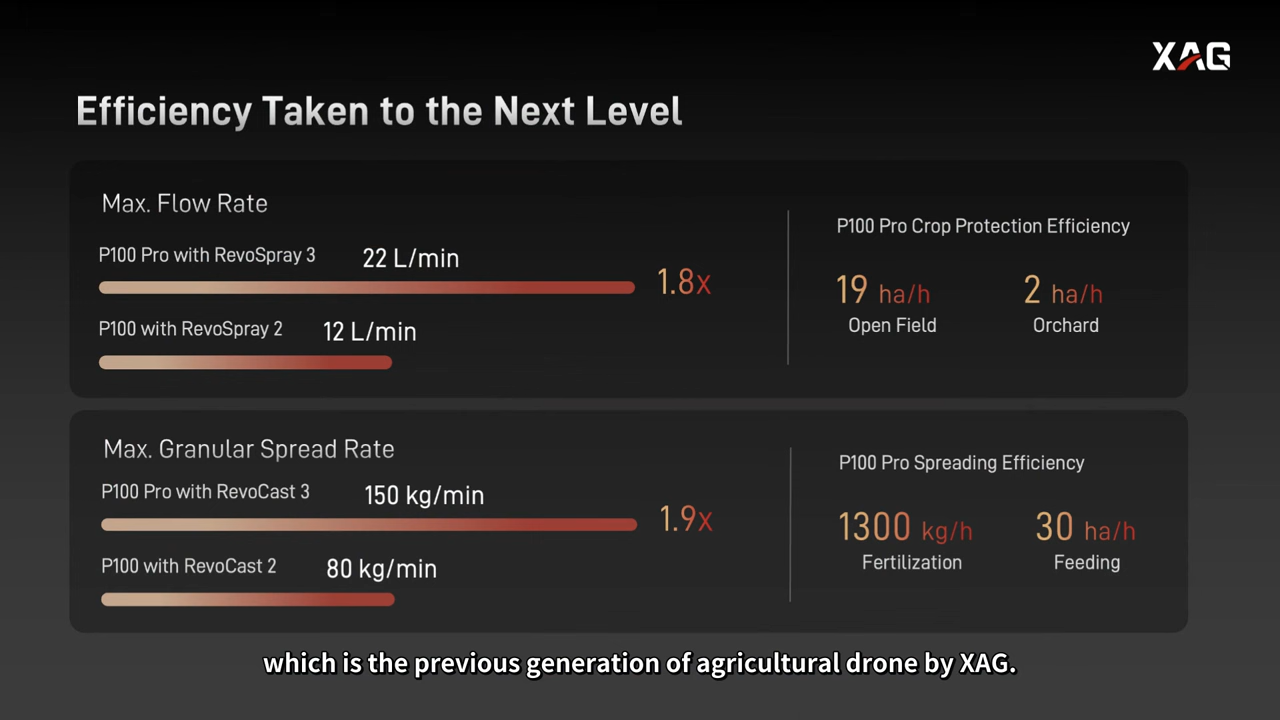 XAG
Efficiency Taken to the Next Level
Max. Flow Rate
P100 Pro with RevoSpray 3 22 L/min
1.8x
P100 with RevoSpray 2 12 L/min
P100 Pro Crop Protection Efficiency
19 ha/h 2 ha/h
Open Field Orchard
Max. Granular Spread Rate
P100 Pro with RevoCast 3 150 kg/min
1.9x
P100 with RevoCast 2 80 kg/min
P100 Pro Spreading Efficiency
1300 kg/h 30 ha/h
Fertilization Feeding
which is the previous generation of agricultural drone by XAG.